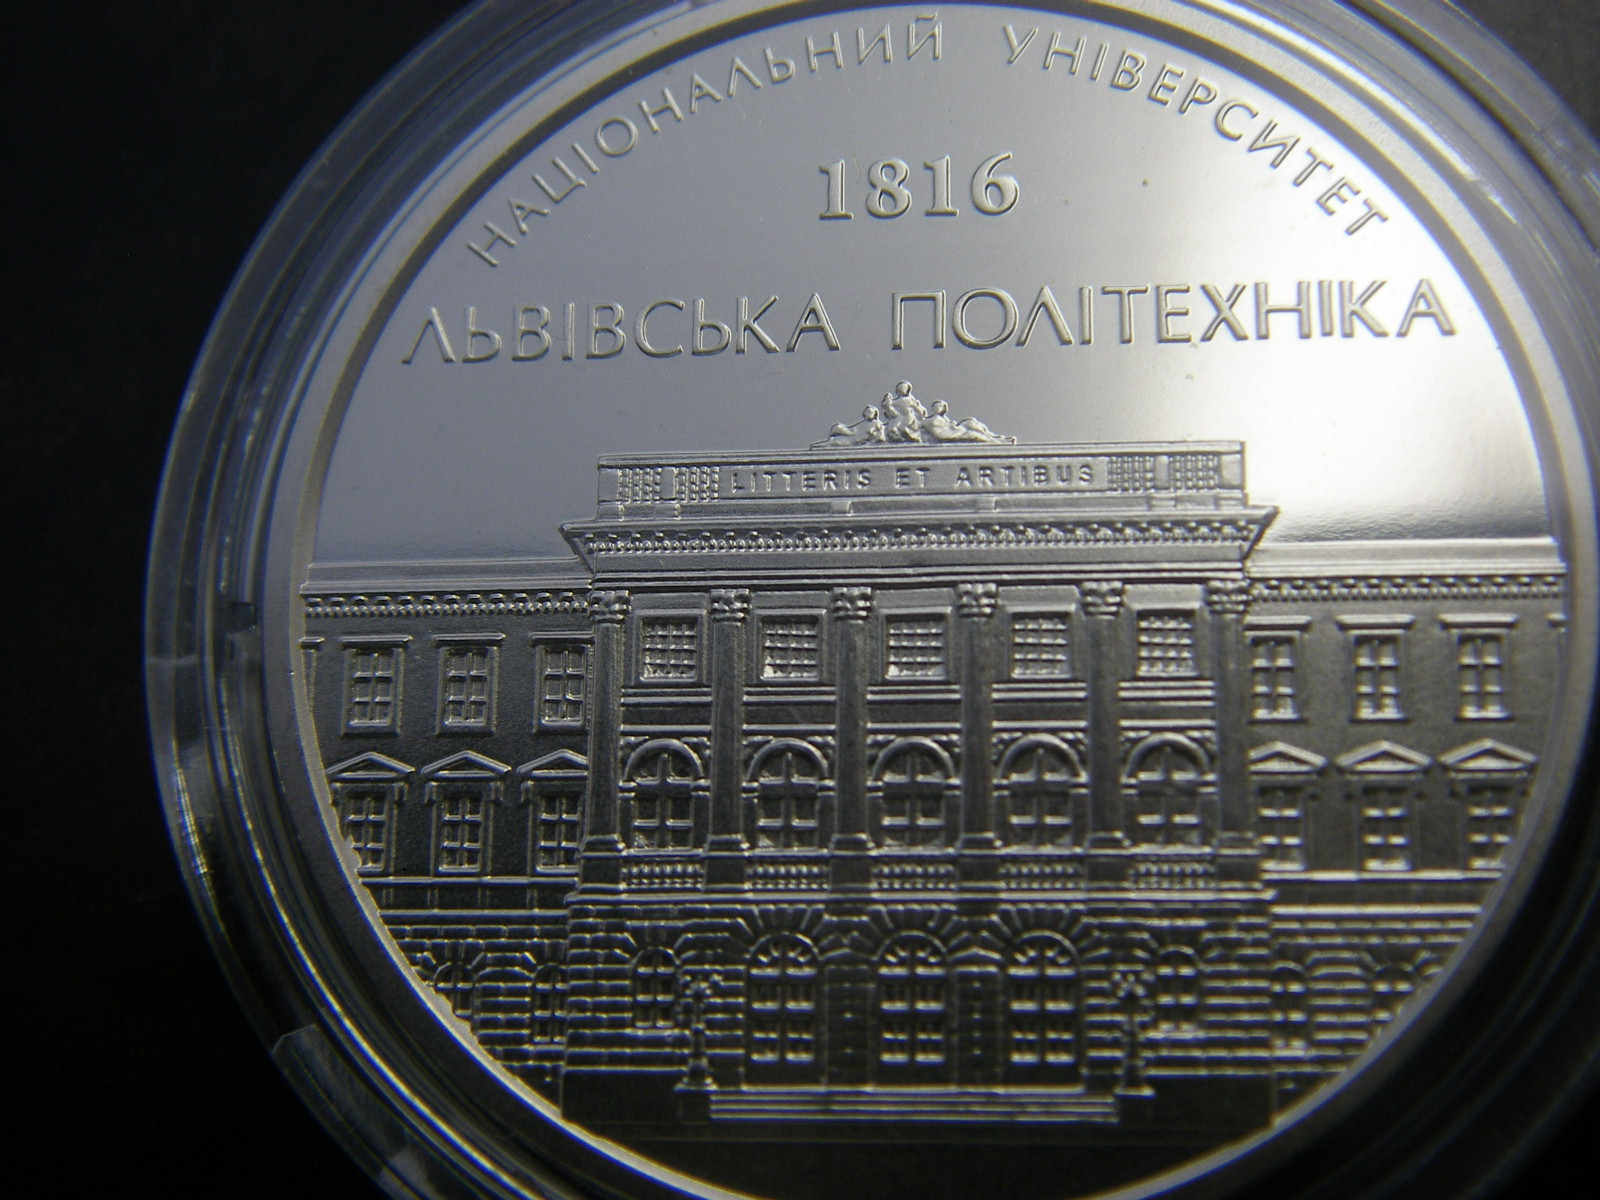 НАЦІОНАЛЬНИЙ УНІВЕРСИТЕТ
1816
ЛЬВІВСЬКА ПОЛІТЕХНІКА
LITTERIS ET ARTIBUS